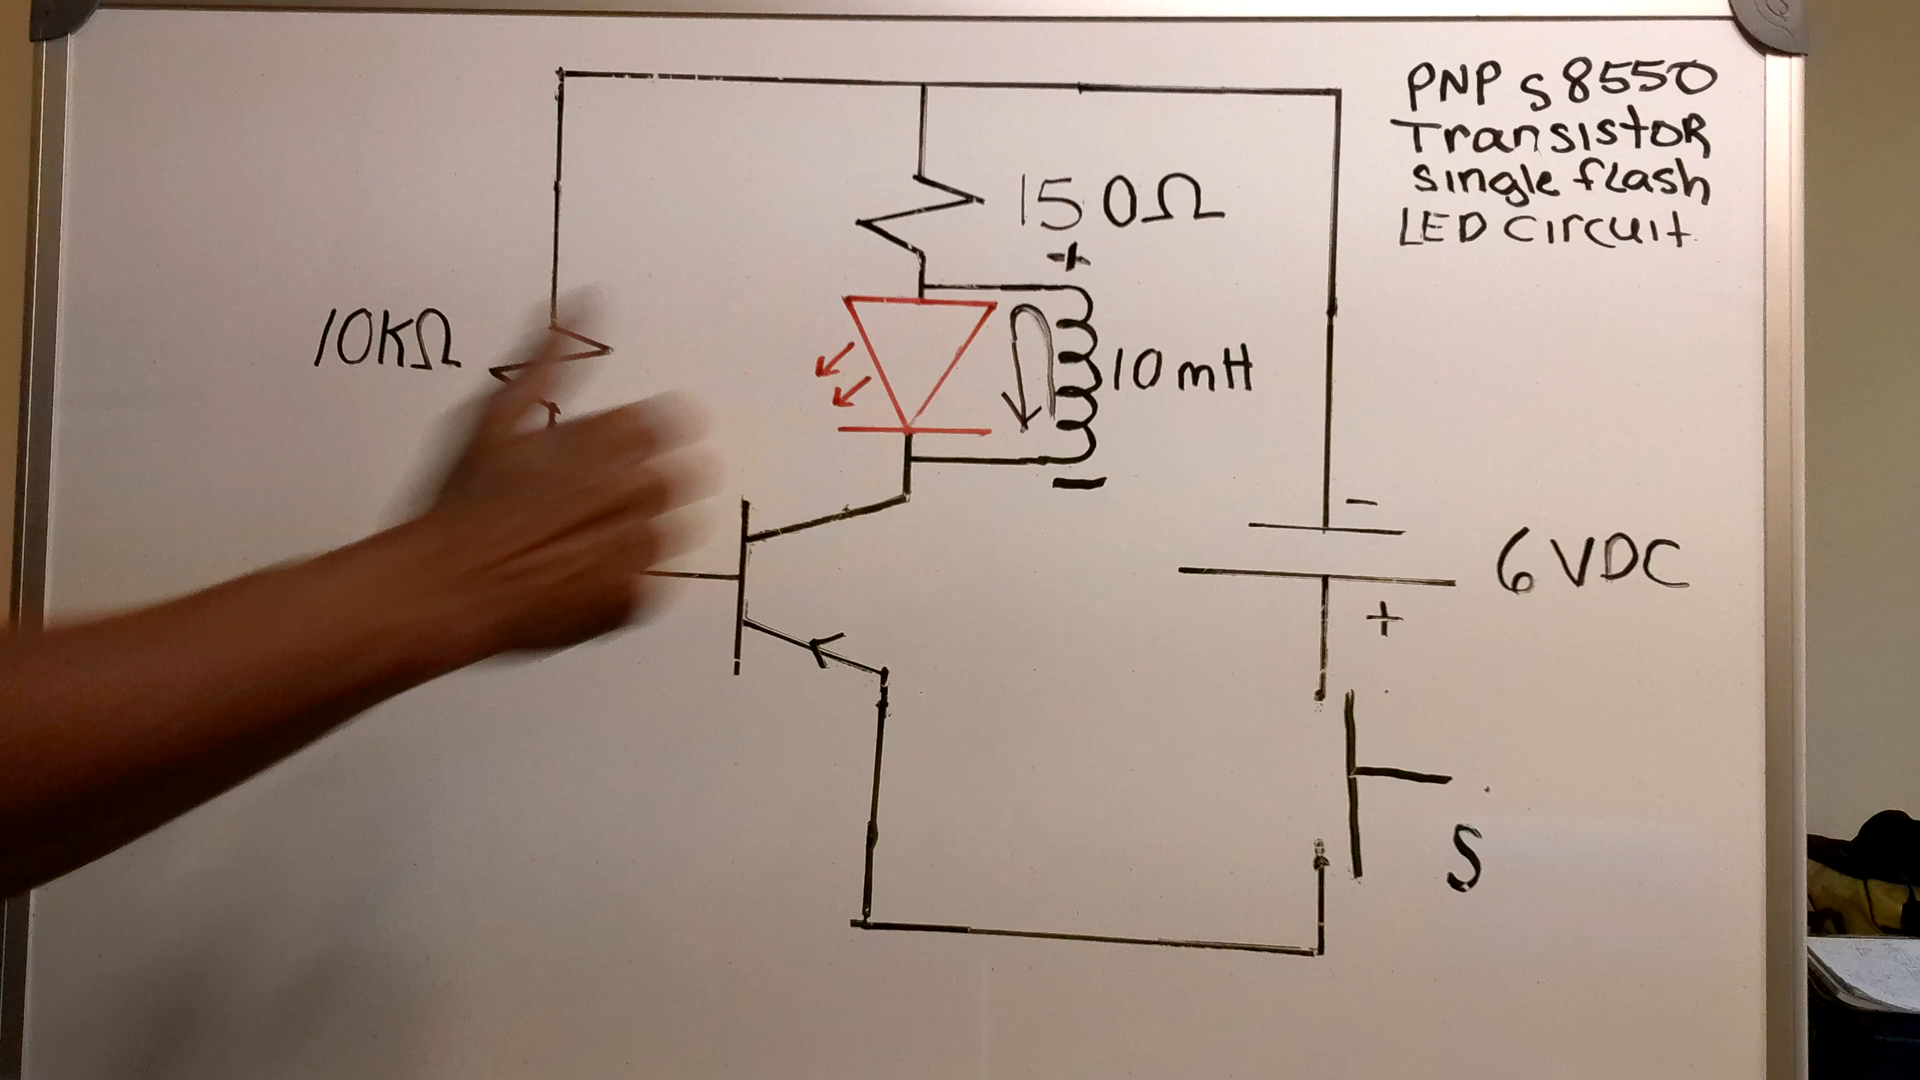 PNP S8550
Transistor
single flash
LED circuit
150Ω
+
10KΩ
10mH
-
-
6VDC
+
S